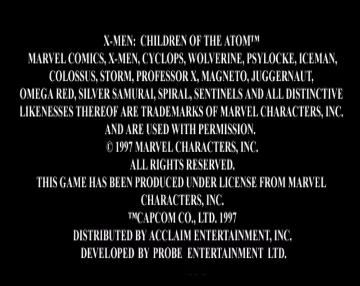 X-MEN: CHILDREN OF THE ATOM™
MARVEL COMICS, X-MEN, CYCLOPS, WOLVERINE, PSYLOCKE, ICEMAN,
COLOSSUS, STORM, PROFESSOR X, MAGNETO, JUGGERNAUT,
OMEGA RED, SILVER SAMURAI, SPIRAL, SENTINELS AND ALL DISTINCTIVE
LIKENESSES THEREOF ARE TRADEMARKS OF MARVEL CHARACTERS, INC.
AND ARE USED WITH PERMISSION.
© 1997 MARVEL CHARACTERS, INC.
ALL RIGHTS RESERVED.
THIS GAME HAS BEEN PRODUCED UNDER LICENSE FROM MARVEL
CHARACTERS, INC.
™CAPCOM CO., LTD. 1997
DISTRIBUTED BY ACCLAIM ENTERTAINMENT, INC.
DEVELOPED BY PROBE ENTERTAINMENT LTD.